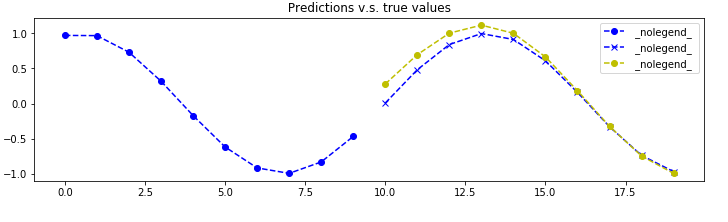 Predictions v.s. true values
_nolegend_
_nolegend_
_nolegend_
1.0
0.5
0.0
−0.5
−1.0
0.0 2.5 5.0 7.5 10.0 12.5 15.0 17.5